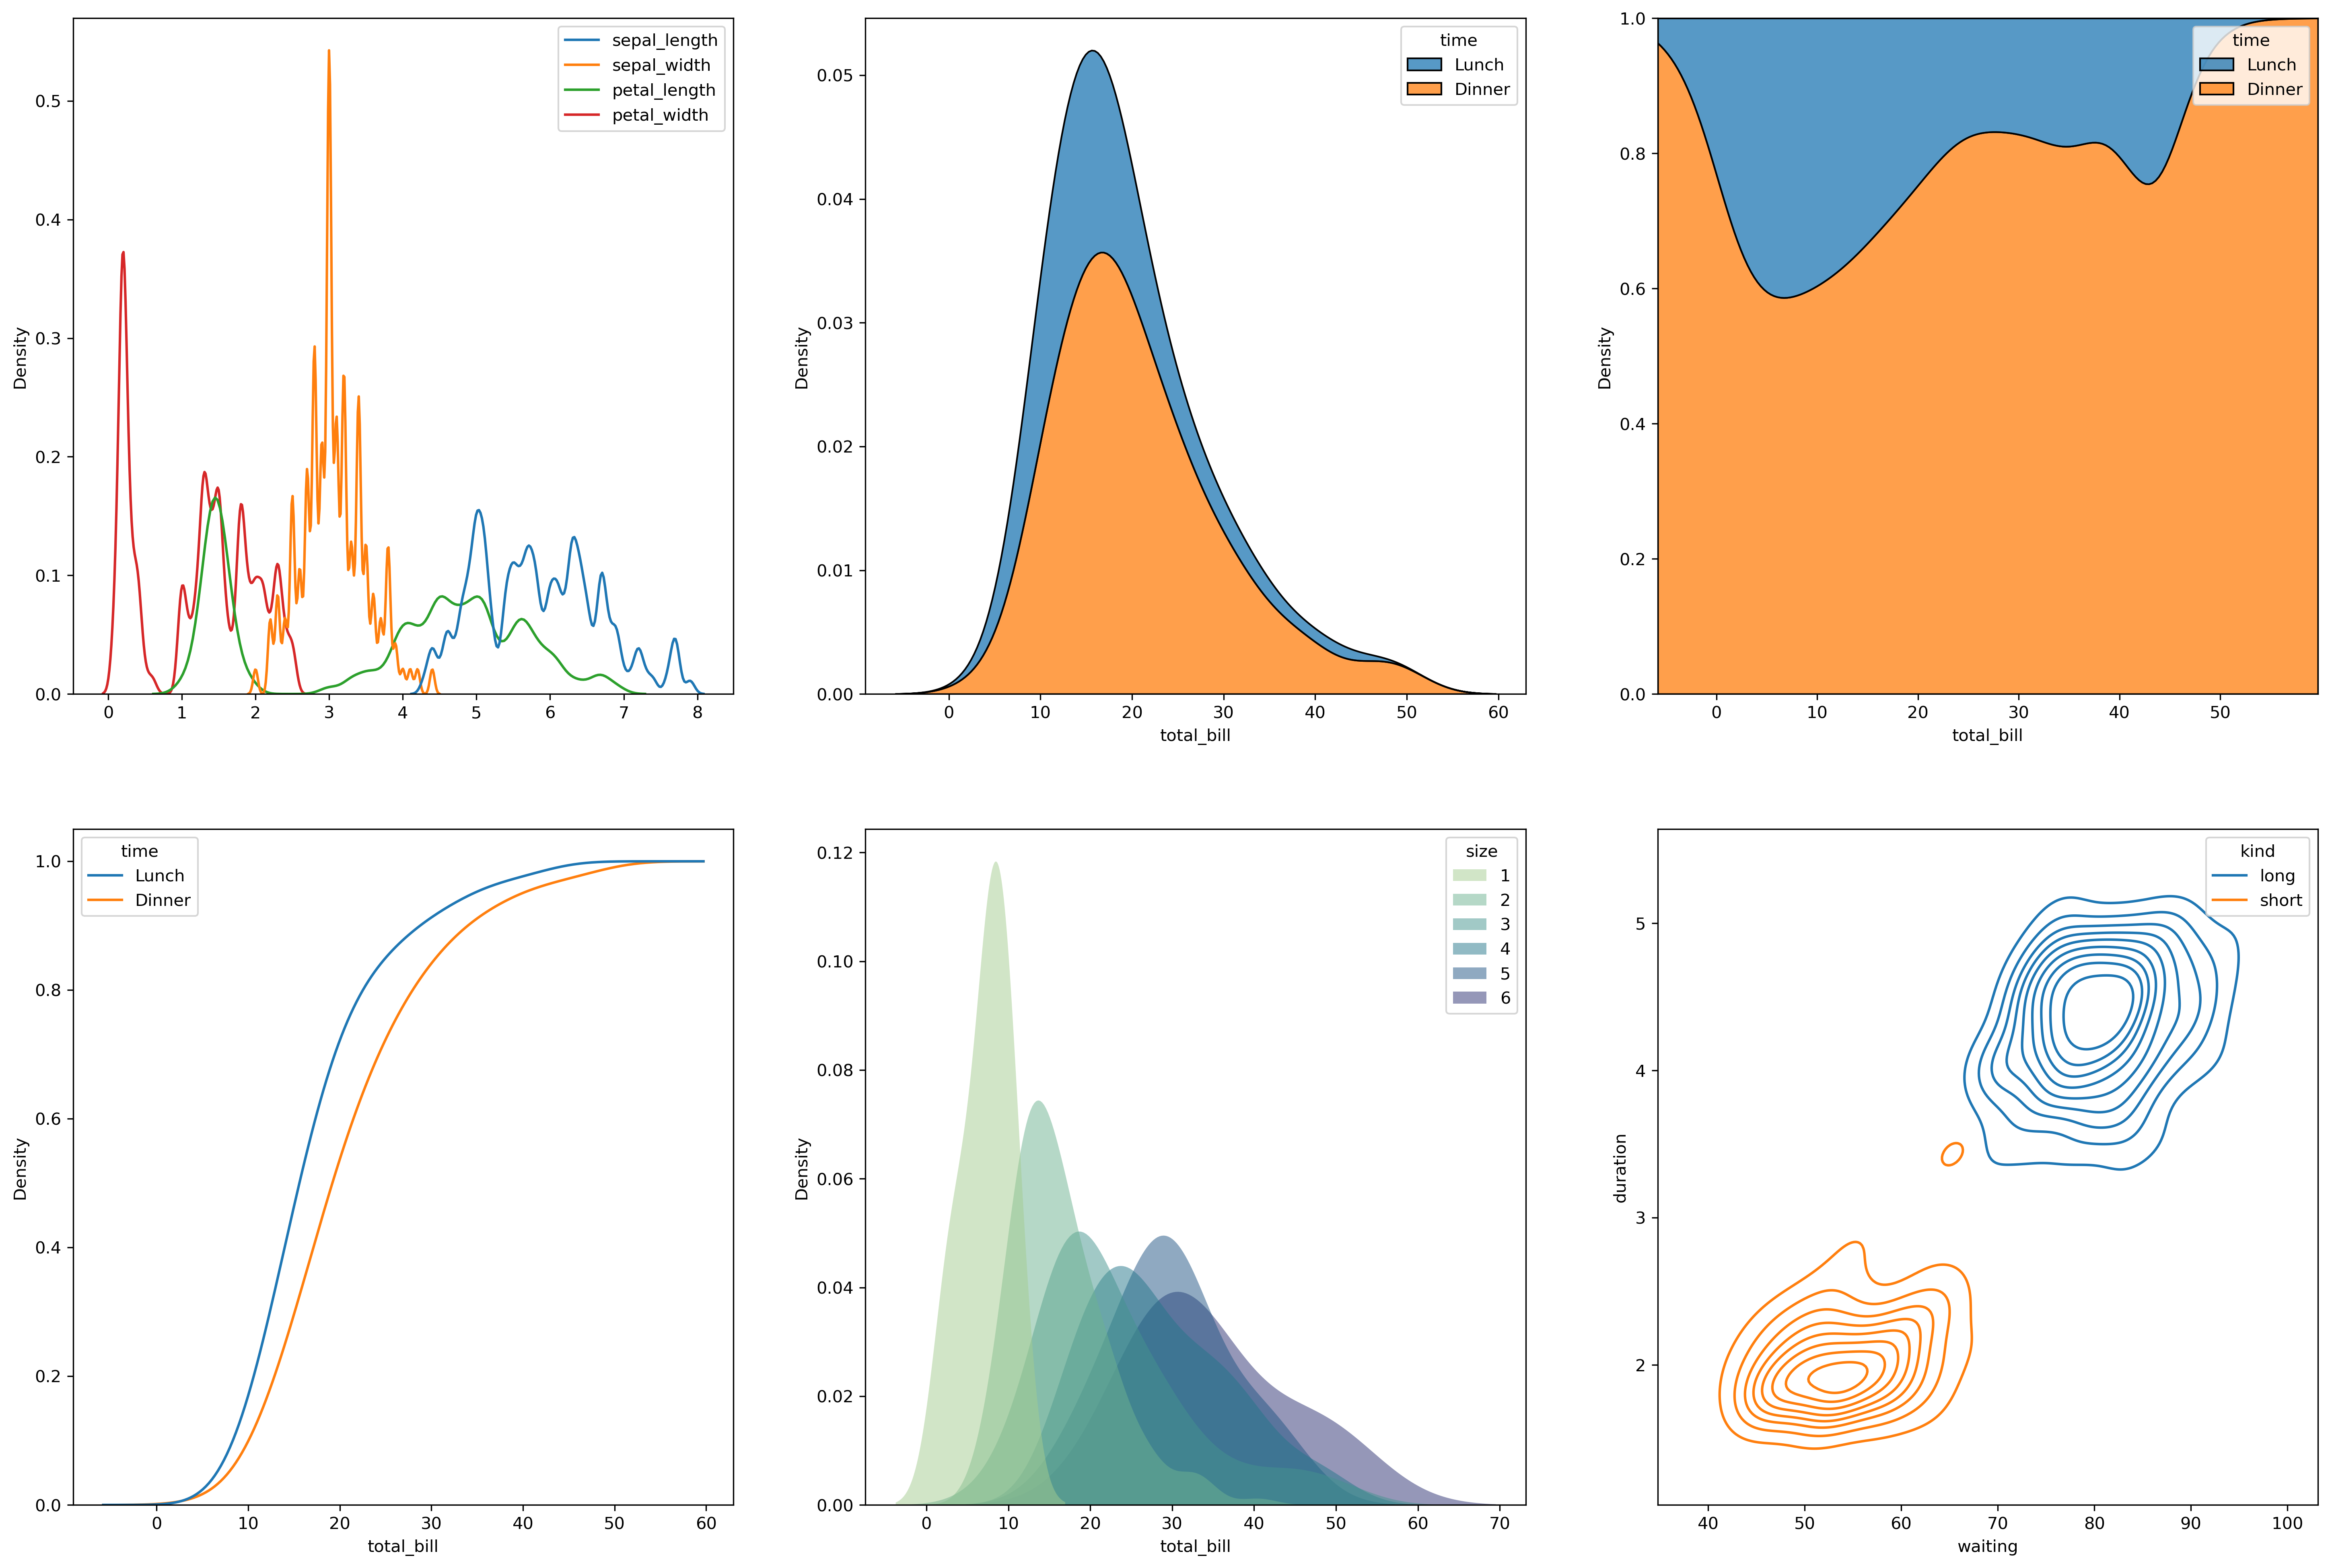 sepal_length
sepal_width
petal_length
petal_width
Density
0.5
0.4
0.3
0.2
0.1
0.0
0 1 2 3 4 5 6 7 8
time
Lunch
Dinner
Density
0.05
0.04
0.03
0.02
0.01
0.00
0 10 20 30 40 50 60
total_bill
time
Lunch
Dinner
Density
1.0
0.8
0.6
0.4
0.2
0.0
0 10 20 30 40 50
total_bill
time
Lunch
Dinner
Density
1.0
0.8
0.6
0.4
0.2
0.0
0 10 20 30 40 50 60
total_bill
size
1
2
3
4
5
6
Density
0.12
0.10
0.08
0.06
0.04
0.02
0.00
0 10 20 30 40 50 60 70
total_bill
kind
long
short
duration
5
4
3
2
40 50 60 70 80 90 100
waiting